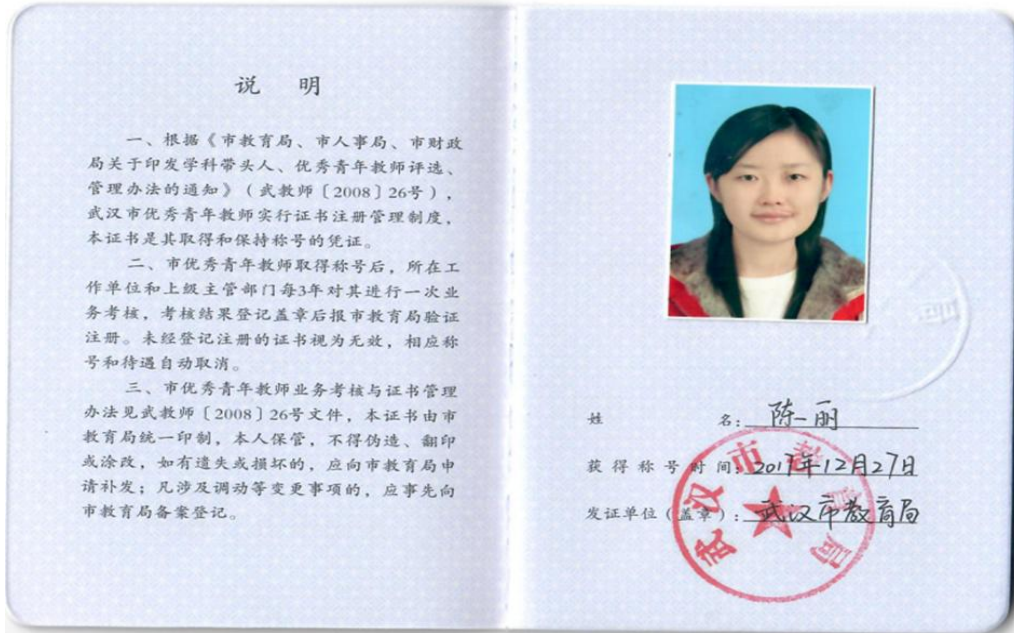 说 明
一、根据《市教育局、市人事局、市财政
局关于印发学科带头人、优秀青年教师评选、
管理办法的通知》(武教师〔2008〕26号),
武汉市优秀青年教师实行证书注册管理制度,
本证书是其取得和保持称号的凭证。
二、市优秀青年教师取得称号后,所在工
作单位和上级主管部门每3年对其进行一次业
务考核,考核结果登记盖章后报市教育局验证
注册。未经登记注册的证书视为无效,相应称
号和待遇自动取消。
三、市优秀青年教师业务考核与证书管理
办法见武教师〔2008〕26号文件,本证书由市
教育局统一印制,本人保管,不得伪造、翻印
或涂改,如有遗失或损坏的,应向市教育局申
请补发;凡涉及调动等变更事项的,应事先向
市教育局备案登记。
姓 名:陈一丽
获得称号时间:2017年12月27日
发证单位(盖章):武汉市教育局
武汉市教育局